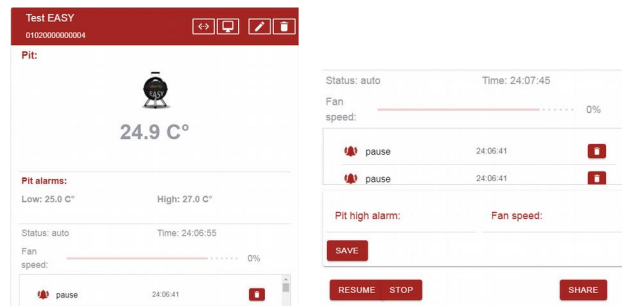 Test EASY
01020000000004
Pit:
EASY
24.9 C°
Pit alarms:
Low: 25.0 C° High: 27.0 C°
Status: auto Time: 24:06:55
Fan
speed: 0%
pause 24:06:41
Status: auto Time: 24:07:45
Fan
speed: 0%
pause 24:06:41
pause 24:06:41
Pit high alarm: Fan speed:
SAVE
RESUME STOP SHARE